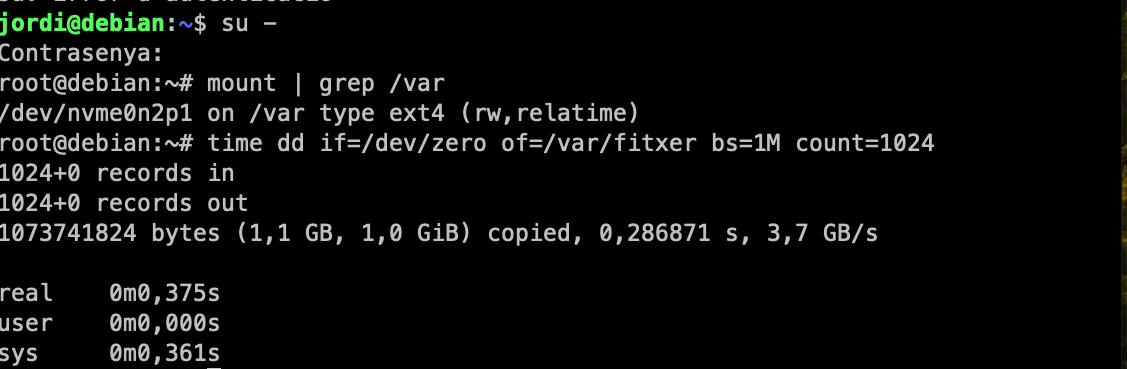 jordi@debian:~$ su -
Contrasenya:
root@debian:~# mount | grep /var
/dev/nvme0n2p1 on /var type ext4 (rw,relatime)
root@debian:~# time dd if=/dev/zero of=/var/fitxer bs=1M count=1024
1024+0 records in
1024+0 records out
1073741824 bytes (1,1 GB, 1,0 GiB) copied, 0,286871 s, 3,7 GB/s
real 0m0,375s
user 0m0,000s
sys 0m0,361s